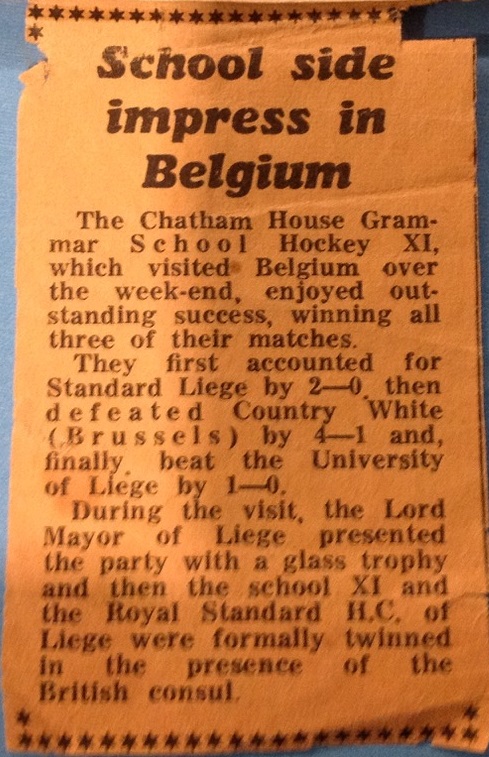 School side
impress in
Belgium
The Chatham House Gram-
mar School Hockey XI,
which visited Belgium over
the week-end, enjoyed out-
standing success, winning all
three of their matches.
They first accounted for
Standard Liege by 2—0, then
defeated Country White
(Brussels) by 4—1 and,
finally, beat the University
of Liege by 1—0.
During the visit, the Lord
Mayor of Liege presented
the party with a glass trophy
and then the school XI and
the Royal Standard H.C. of
Liege were formally twinned
in the presence of the
British consul.